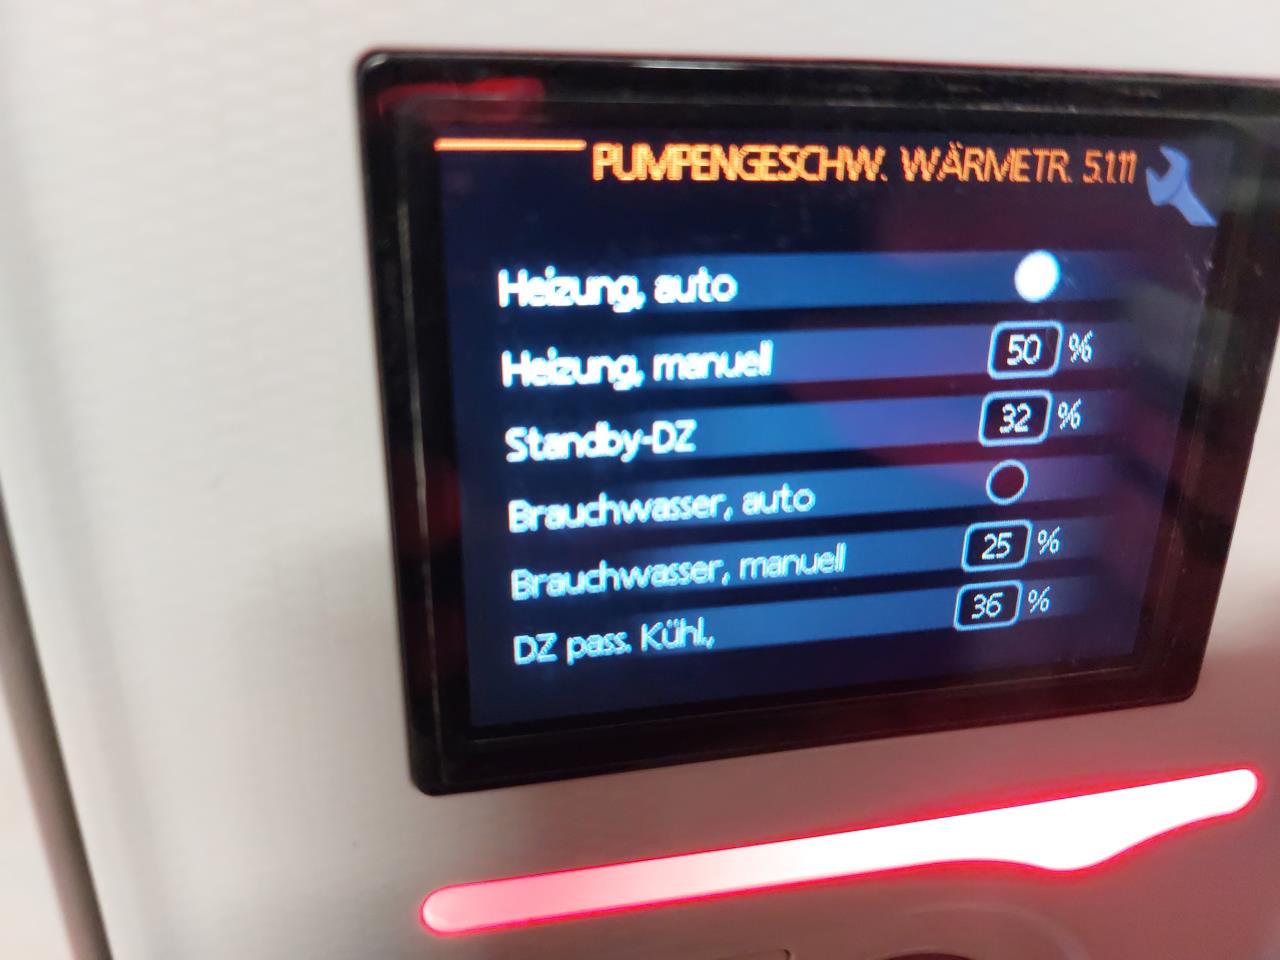 PUMPENGESCHW. WÄRMETR. 5.1.11
Heizung, auto
Heizung, manuell 50 %
Standby-DZ 32 %
Brauchwasser, auto
Brauchwasser, manuell 25 %
DZ pass. Kühl., 36 %